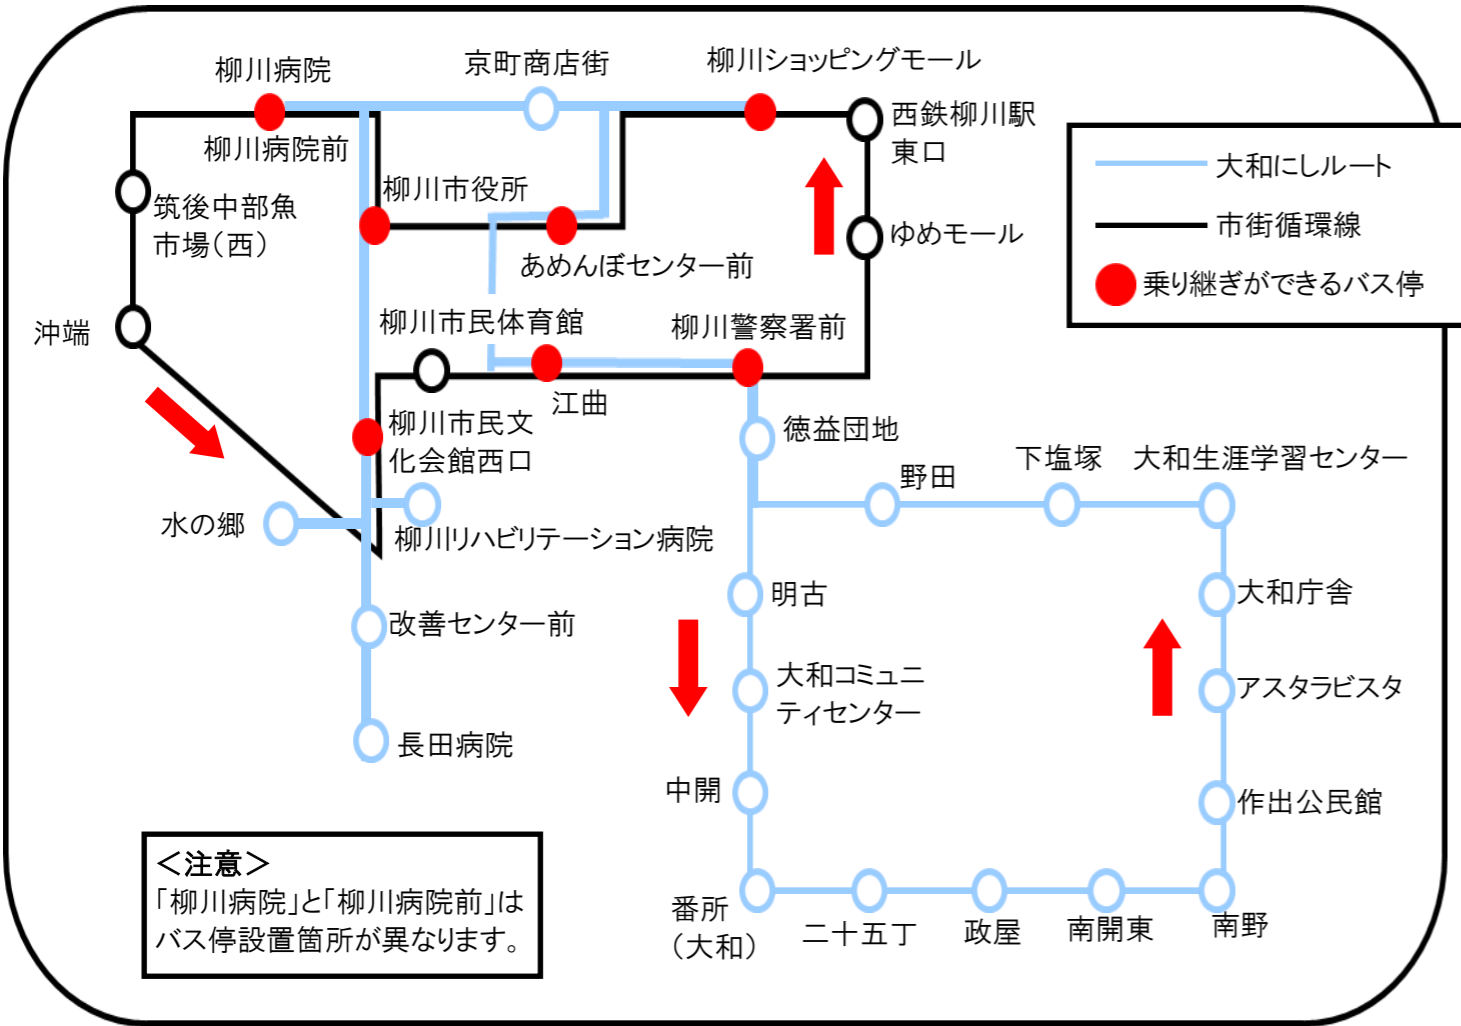 柳川病院
京町商店街
柳川ショッピングモール
西鉄柳川駅
東口
柳川病院前
大和にしルート
市街循環線
乗り継ぎができるバス停
柳川市役所
筑後中部魚
市場(西)
ゆめモール
あめんぼセンター前
沖端
柳川市民体育館
柳川警察署前
江曲
柳川市民文
化会館西口
徳益団地
野田
下塩塚
大和生涯学習センター
水の郷
柳川リハビリテーション病院
明古
大和庁舎
改善センター前
大和コミュニ
ティセンター
アスタラビスタ
長田病院
中開
作出公民館
<注意>
「柳川病院」と「柳川病院前」は
バス停設置箇所が異なります。
番所
(大和)
二十五丁
政屋
南開東
南野